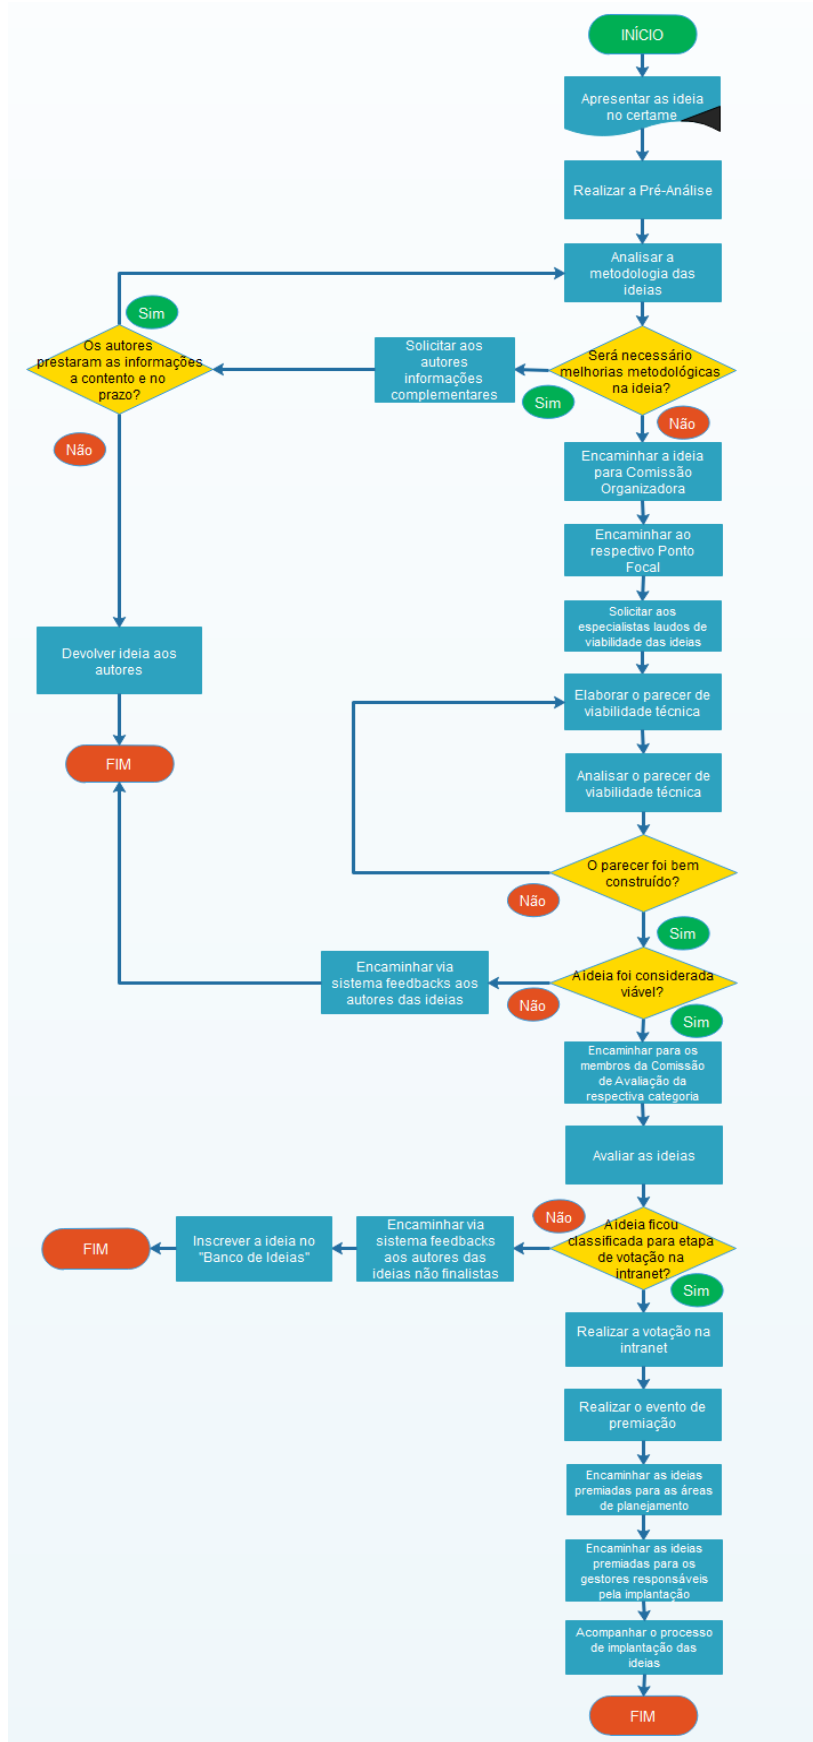 INÍCIO
Apresentar as ideia
no certame
Realizar a Pré-Análise
Analisar a
metodologia das
ideias
Sim
Os autores
prestaram as informações
a contento e no
prazo?
Solicitar aos
autores
informações
complementares
Será necessário
melhorias metodológicas
na ideia?
Sim
Não
Não
Encaminhar a ideia
para Comissão
Organizadora
Encaminhar ao
respectivo Ponto
Focal
Solicitar aos
especialistas laudos de
viabilidade das ideias
Devolver ideia aos
autores
Elaborar o parecer de
viabilidade técnica
FIM
Analisar o parecer de
viabilidade técnica
O parecer foi bem
construído?
Não
Sim
Encaminhar via
sistema feedbacks aos
autores das ideias
A ideia foi considerada
viável?
Não
Sim
Encaminhar para os
membros da Comissão
de Avaliação da
respectiva categoria
Avaliar as ideias
Não
A ideia ficou
classificada para etapa
de votação na
intranet?
FIM
Inscrever a ideia no
"Banco de Ideias"
Encaminhar via
sistema feedbacks
aos autores das
ideias não finalistas
Sim
Realizar a votação na
intranet
Realizar o evento de
premiação
Encaminhar as ideias
premiadas para as áreas
de planejamento
Encaminhar as ideias
premiadas para os
gestores responsáveis
pela implantação
Acompanhar o processo
de implantação das
ideias
FIM